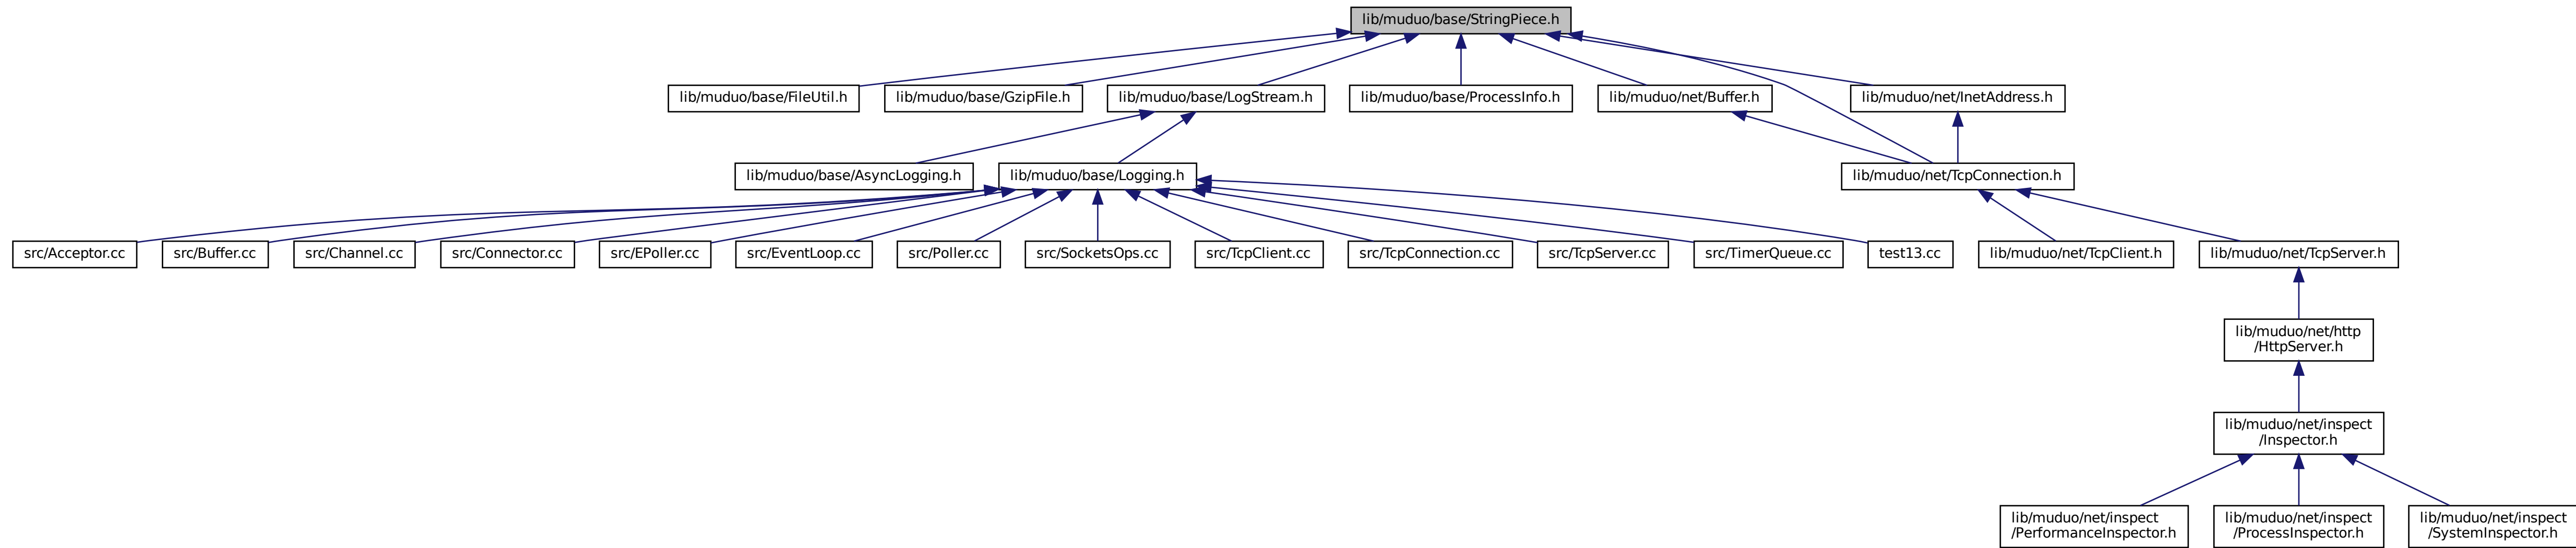 lib/muduo/base/StringPiece.h
lib/muduo/base/FileUtil.h
lib/muduo/base/GzipFile.h
lib/muduo/base/LogStream.h
lib/muduo/base/ProcessInfo.h
lib/muduo/net/Buffer.h
lib/muduo/net/InetAddress.h
lib/muduo/base/AsyncLogging.h
lib/muduo/base/Logging.h
lib/muduo/net/TcpConnection.h
src/Acceptor.cc
src/Buffer.cc
src/Channel.cc
src/Connector.cc
src/EPoller.cc
src/EventLoop.cc
src/Poller.cc
src/SocketsOps.cc
src/TcpClient.cc
src/TcpConnection.cc
src/TcpServer.cc
src/TimerQueue.cc
test13.cc
lib/muduo/net/TcpClient.h
lib/muduo/net/TcpServer.h
lib/muduo/net/http
/HttpServer.h
lib/muduo/net/inspect
/Inspector.h
lib/muduo/net/inspect
/PerformanceInspector.h
lib/muduo/net/inspect
/ProcessInspector.h
lib/muduo/net/inspect
/SystemInspector.h